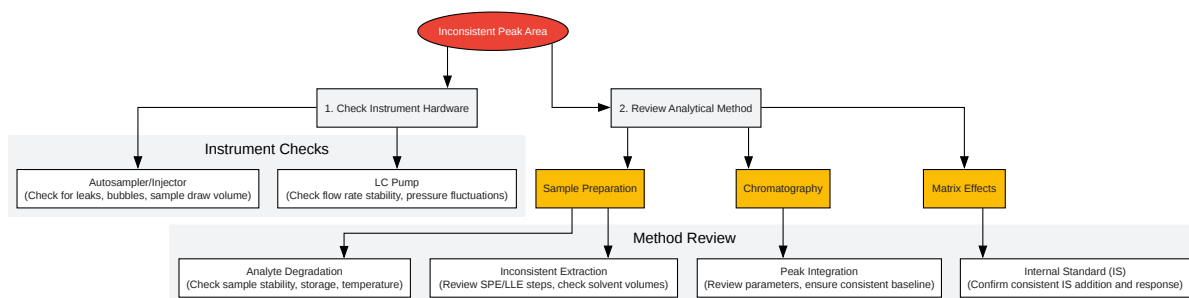 Inconsistent Peak Area
1. Check Instrument Hardware
2. Review Analytical Method
Instrument Checks
Autosampler/Injector
(Check for leaks, bubbles, sample draw volume)
LC Pump
(Check flow rate stability, pressure fluctuations)
Sample Preparation
Chromatography
Matrix Effects
Method Review
Analyte Degradation
(Check sample stability, storage, temperature)
Inconsistent Extraction
(Review SPE/LLE steps, check solvent volumes)
Peak Integration
(Review parameters, ensure consistent baseline)
Internal Standard (IS)
(Confirm consistent IS addition and response)